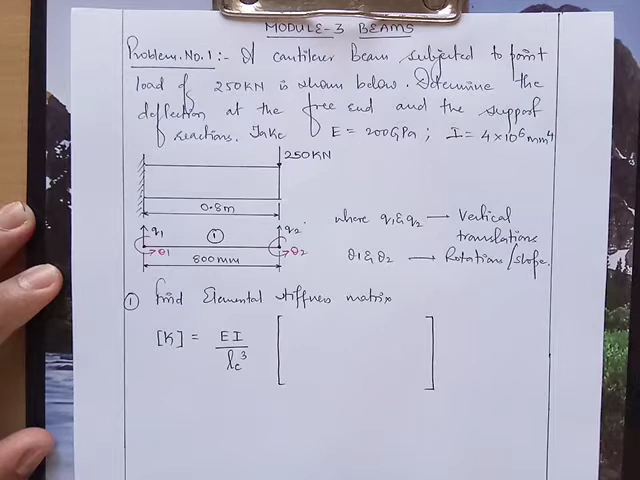 MODULE-3 BEAMS
Problem.No.1:- A cantilever Beam subjected to point
load of 250KN is shown below. Determine the
deflection at the free end and the support
reactions. Take E = 200GPa; I = 4×10⁶mm⁴
250KN
0.8m
q1 ① q2
θ1 θ2
800mm
where q1 & q2 → Vertical
translations
θ1 & θ2 → Rotations/slope.
① Find Elemental stiffness matrix
[K] = EI/le³ [ ]